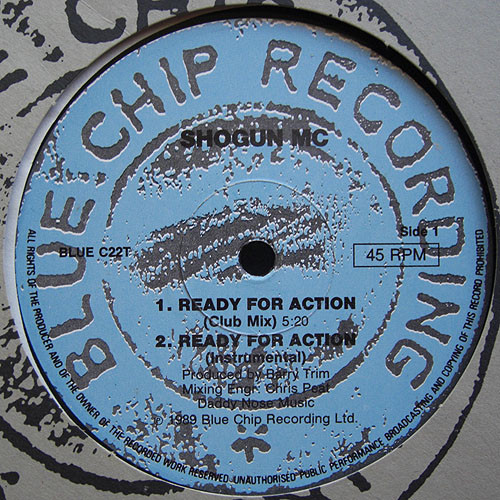 BLUE CHIP RECORDING
SHOGUN MC
Side 1
BLUE C22T
45 RPM
1. READY FOR ACTION
(Club Mix) 5:20
2. READY FOR ACTION
(Instrumental)
Produced by Barry Trim
Mixing Engr: Chris Peat
Daddy Nose Music
© 1989 Blue Chip Recording Ltd.
ALL RIGHTS OF THE PRODUCER AND OF THE OWNER OF THE RECORDED WORK RESERVED. UNAUTHORISED PUBLIC PERFORMANCE BROADCASTING AND COPYING OF THIS RECORD PROHIBITED